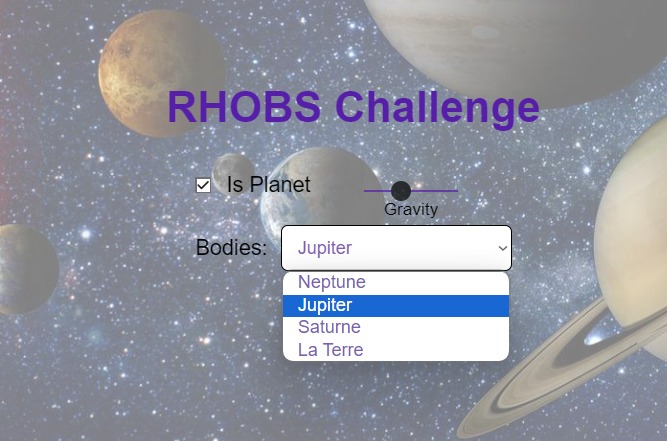 RHOBS Challenge
Is Planet
Gravity
Bodies:
Jupiter
Neptune
Jupiter
Saturne
La Terre